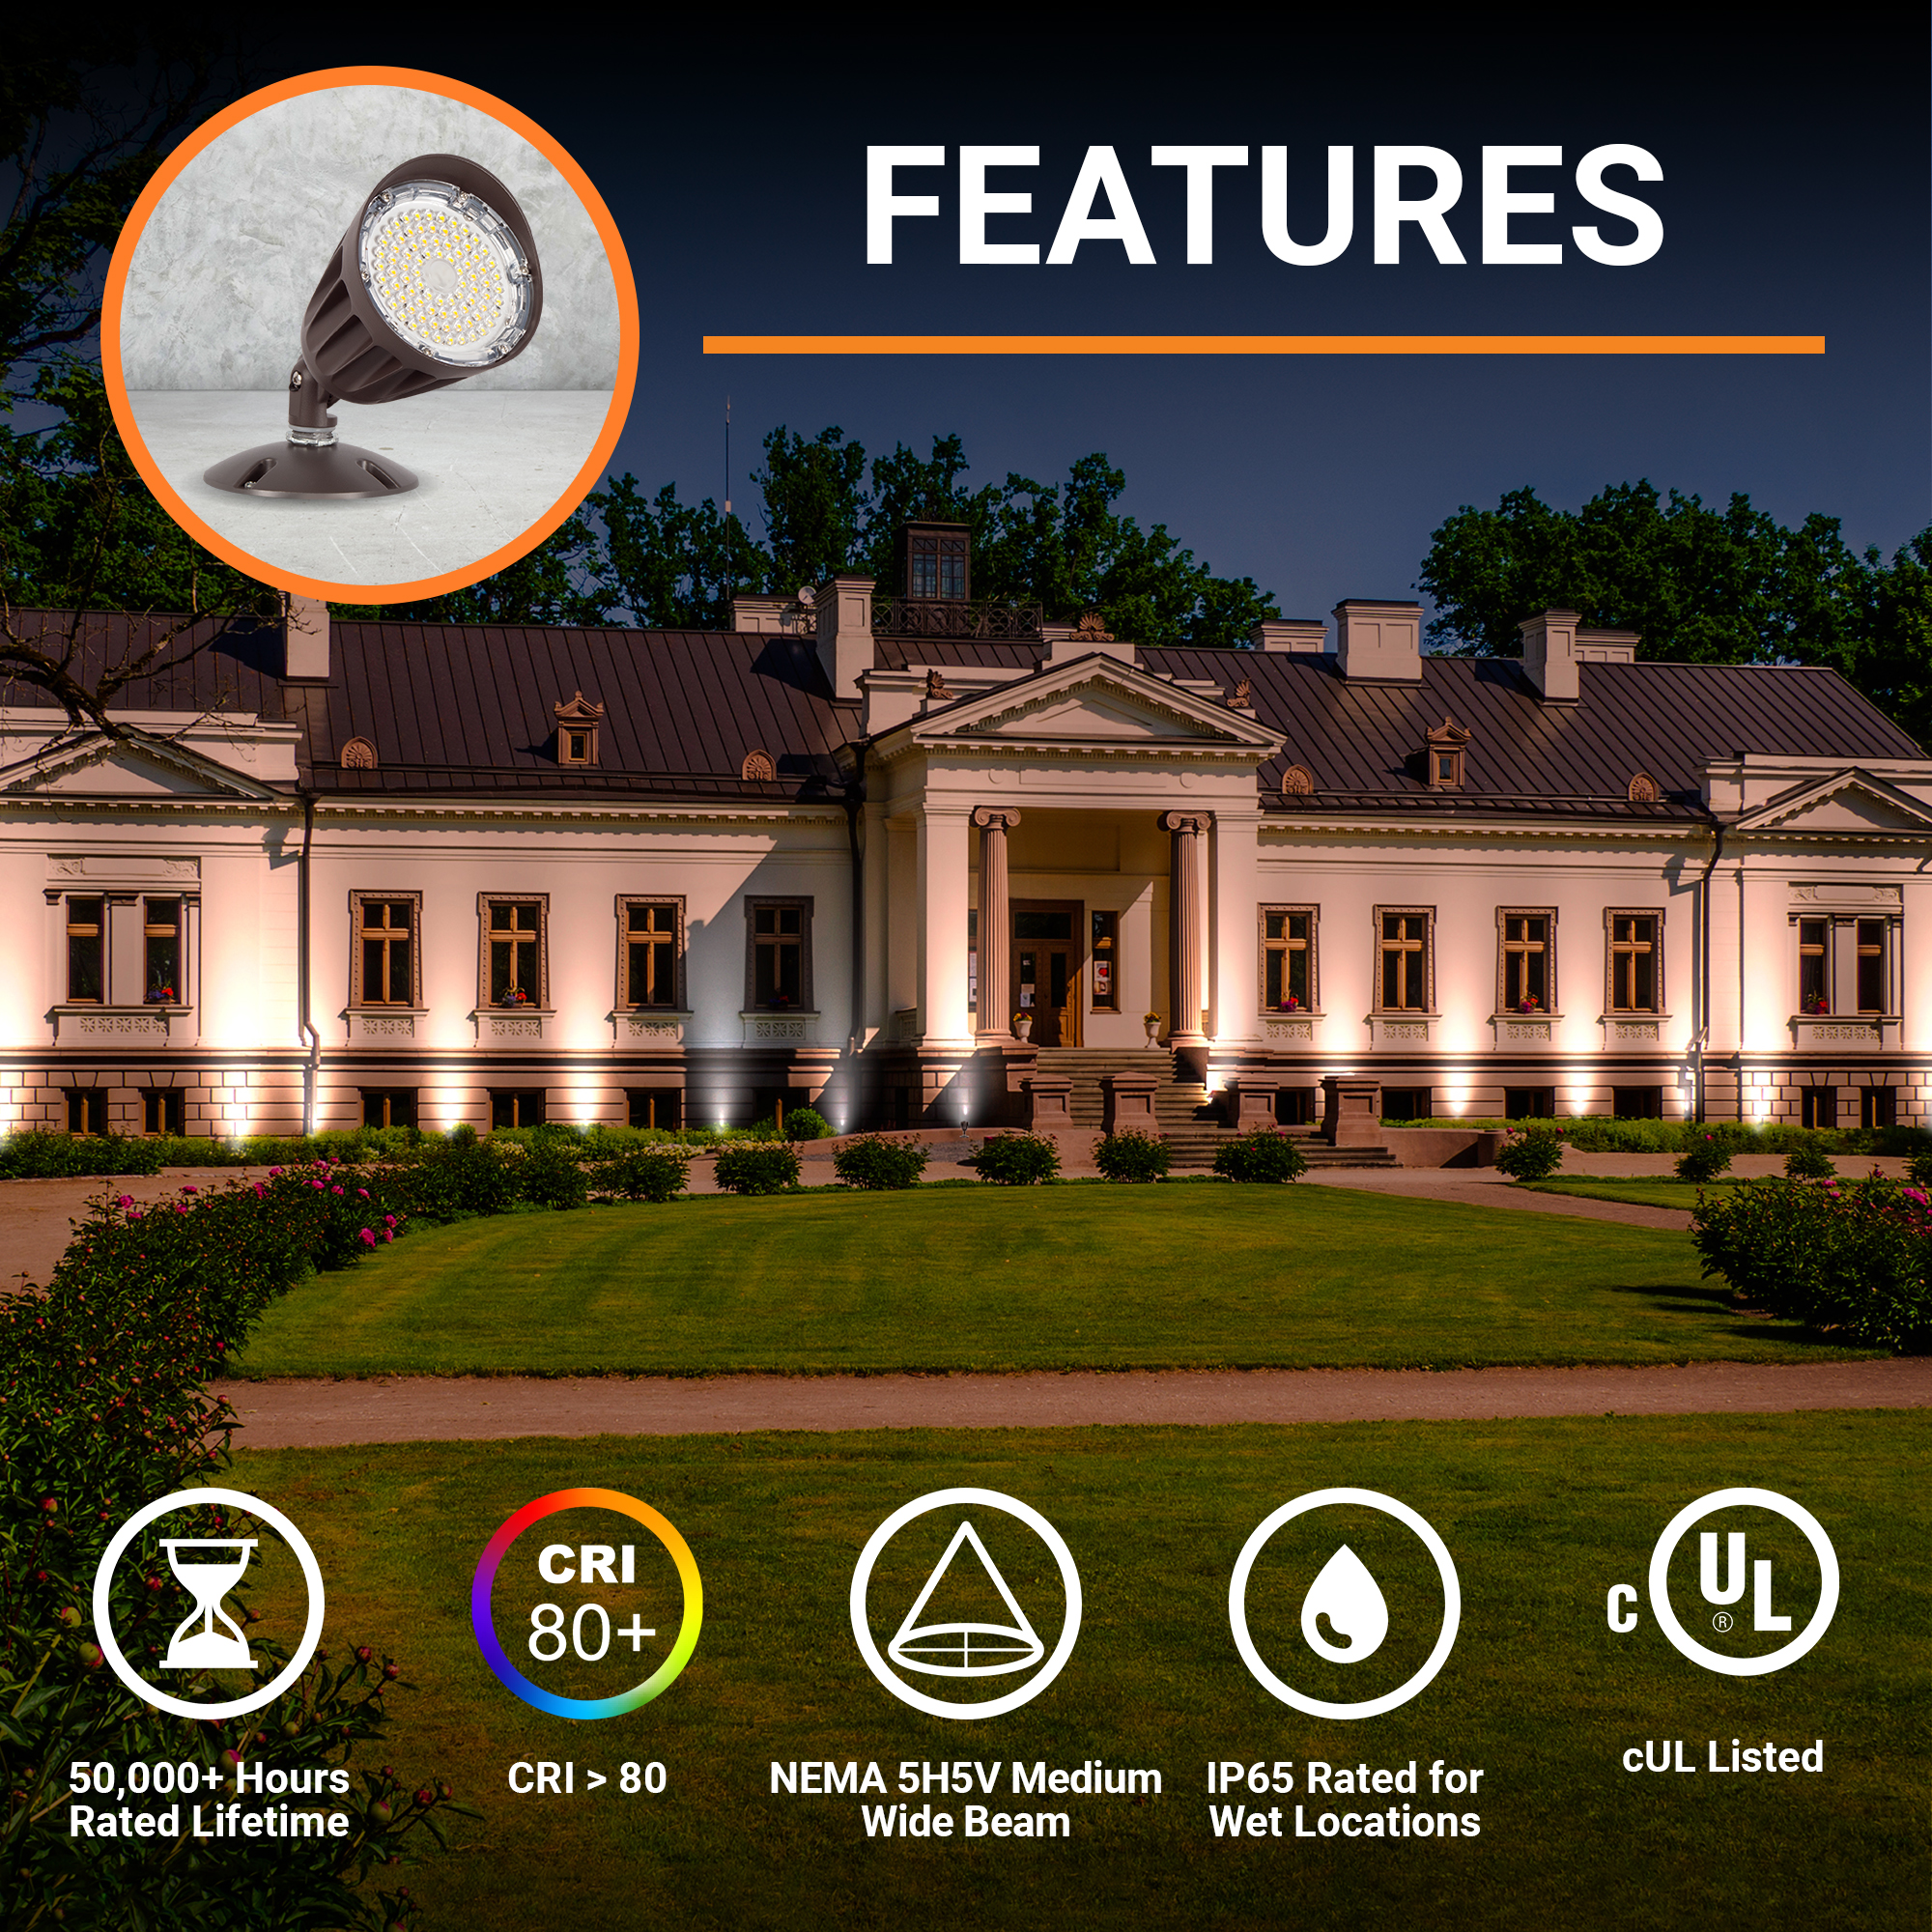 FEATURES
CRI
80+
C UL ®
50,000+ Hours
Rated Lifetime
CRI > 80
NEMA 5H5V Medium
Wide Beam
IP65 Rated for
Wet Locations
cUL Listed